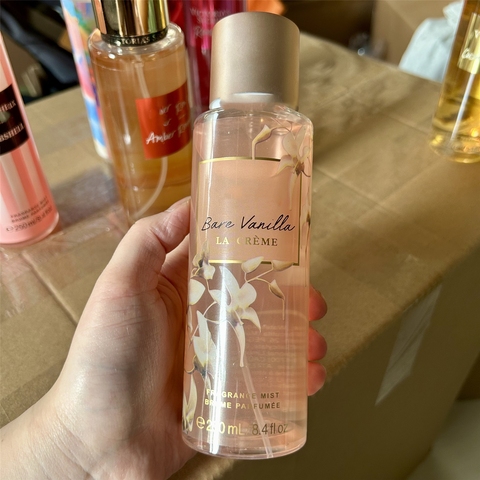 Bare Vanilla
LA CRÈME
FRAGRANCE MIST
BRUME PARFUMÉE
℮250 mL 8.4 fl oz
Amber